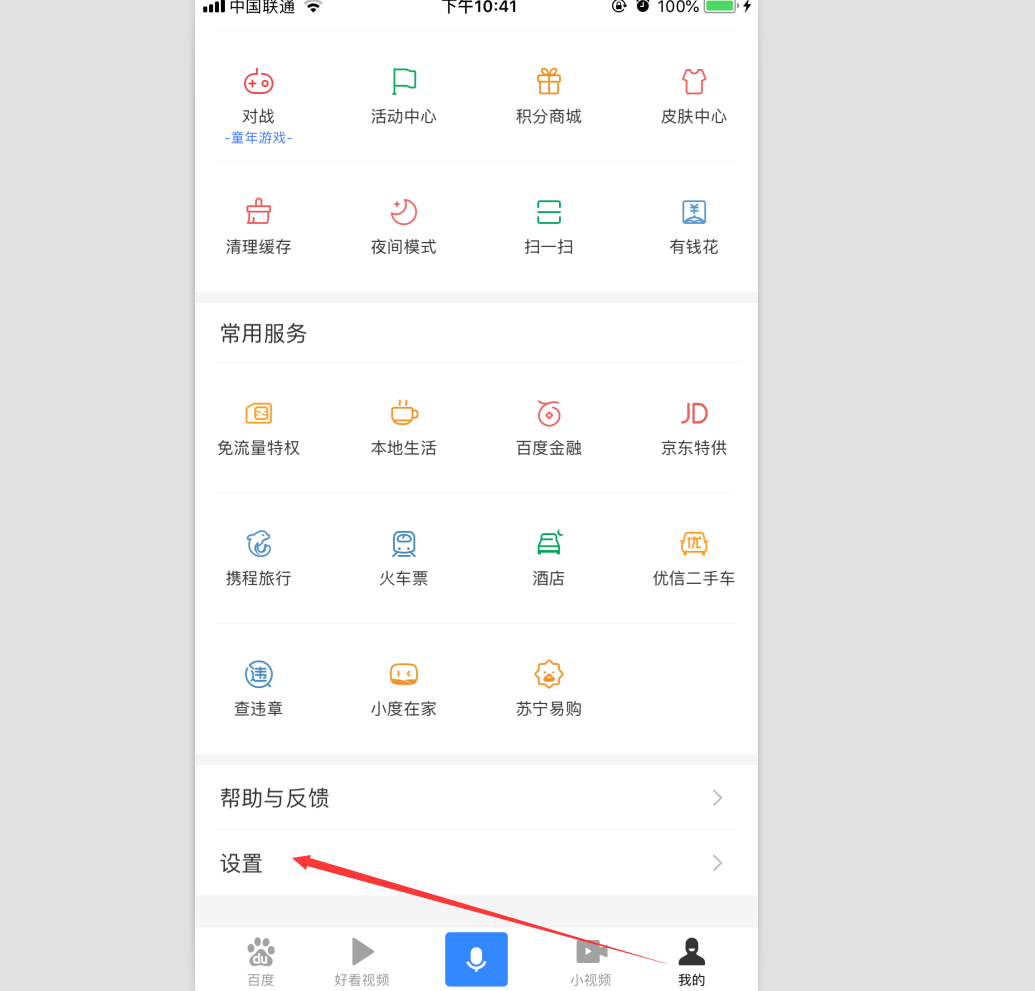 中国联通 下午10:41 100%
对战 活动中心 积分商城 皮肤中心
-童年游戏-
¥
清理缓存 夜间模式 扫一扫 有钱花
常用服务
JD
免流量特权 本地生活 百度金融 京东特供
优
携程旅行 火车票 酒店 优信二手车
违
查违章 小度在家 苏宁易购
帮助与反馈
设置
du
百度 好看视频 小视频 我的